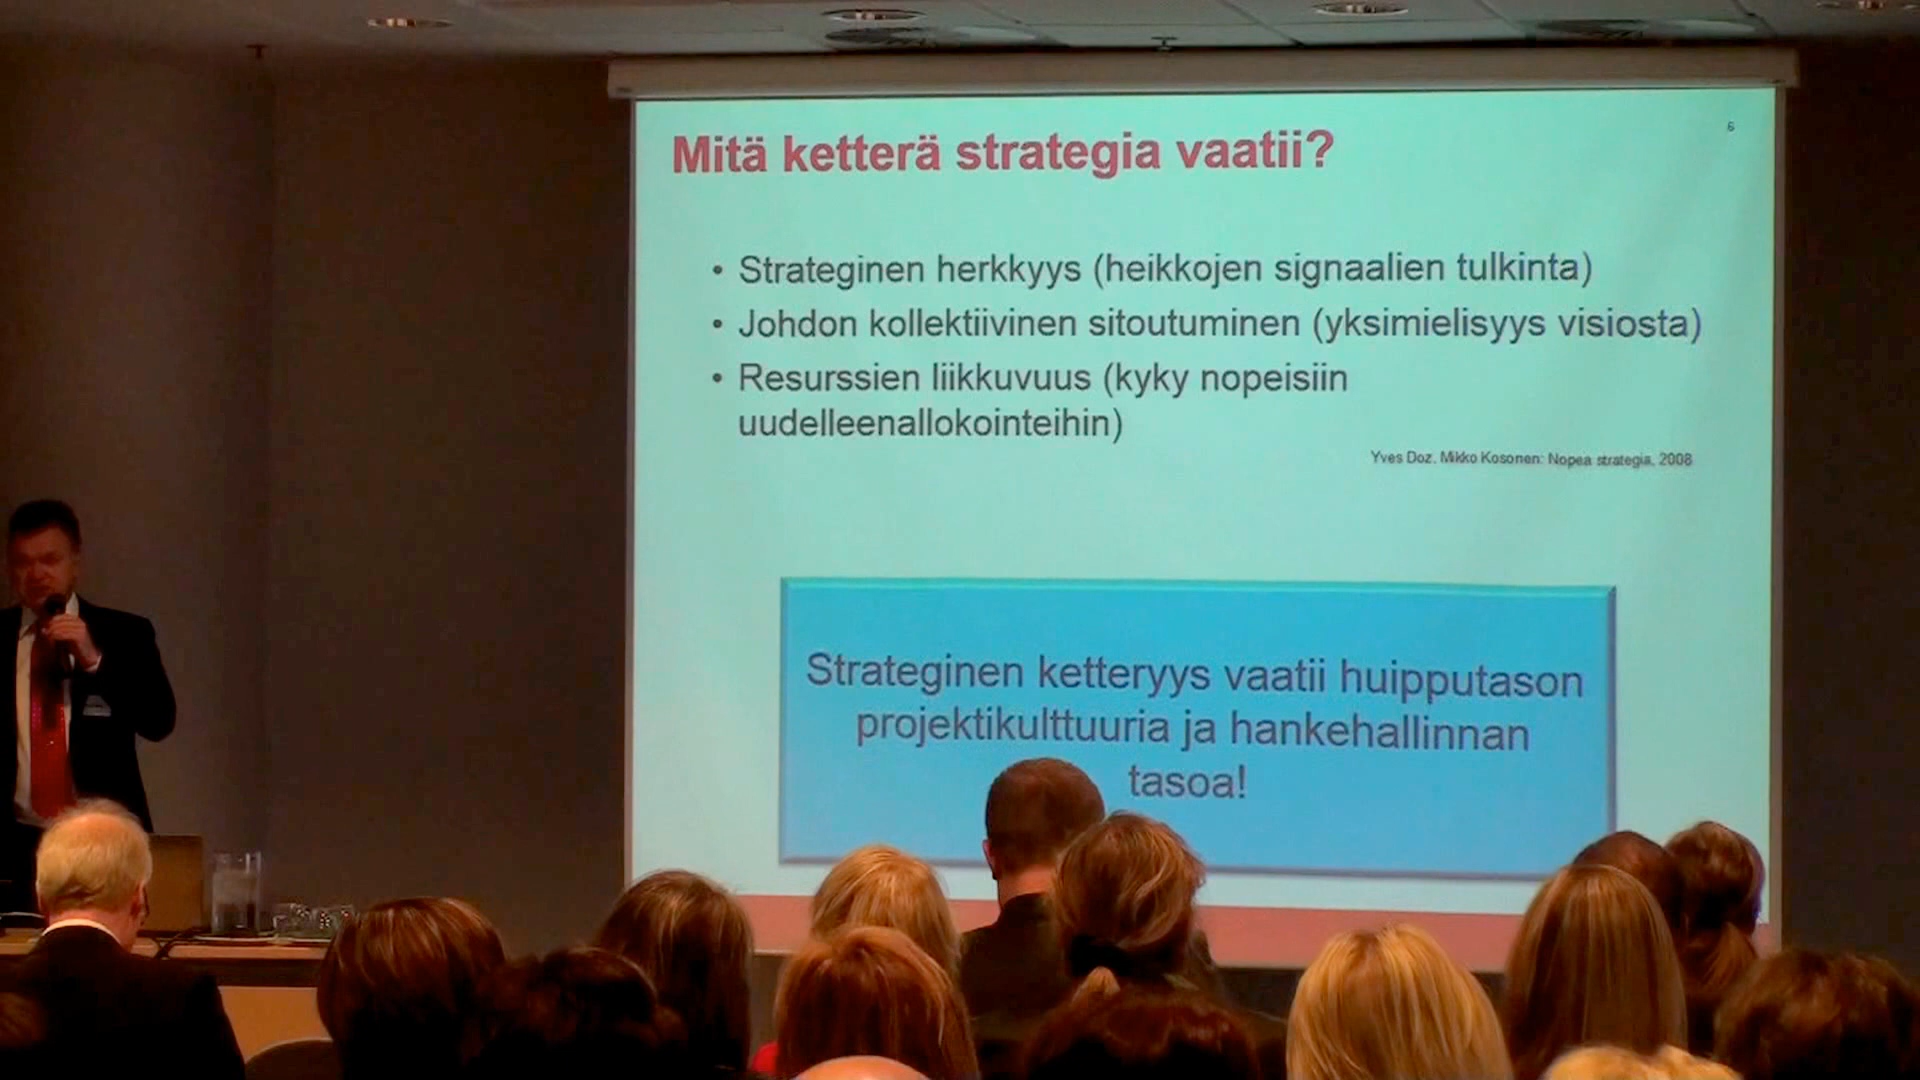 6
Mitä ketterä strategia vaatii?
• Strateginen herkkyys (heikkojen signaalien tulkinta)
• Johdon kollektiivinen sitoutuminen (yksimielisyys visiosta)
• Resurssien liikkuvuus (kyky nopeisiin
uudelleenallokointeihin)
Yves Doz, Mikko Kosonen: Nopea strategia, 2008
Strateginen ketteryys vaatii huipputason
projektikulttuuria ja hankehallinnan
tasoa!